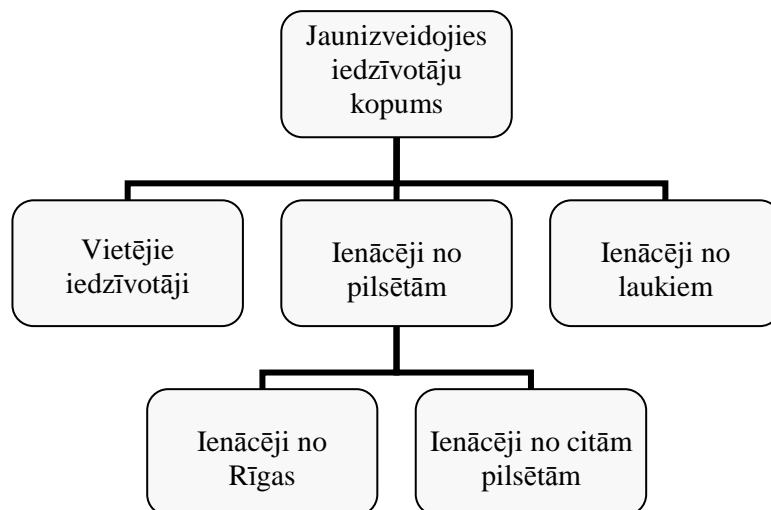 Jaunizveidojies
iedzīvotāju
kopums
Vietējie
iedzīvotāji
Ienācēji no
pilsētām
Ienācēji no
laukiem
Ienācēji no
Rīgas
Ienācēji no citām
pilsētām